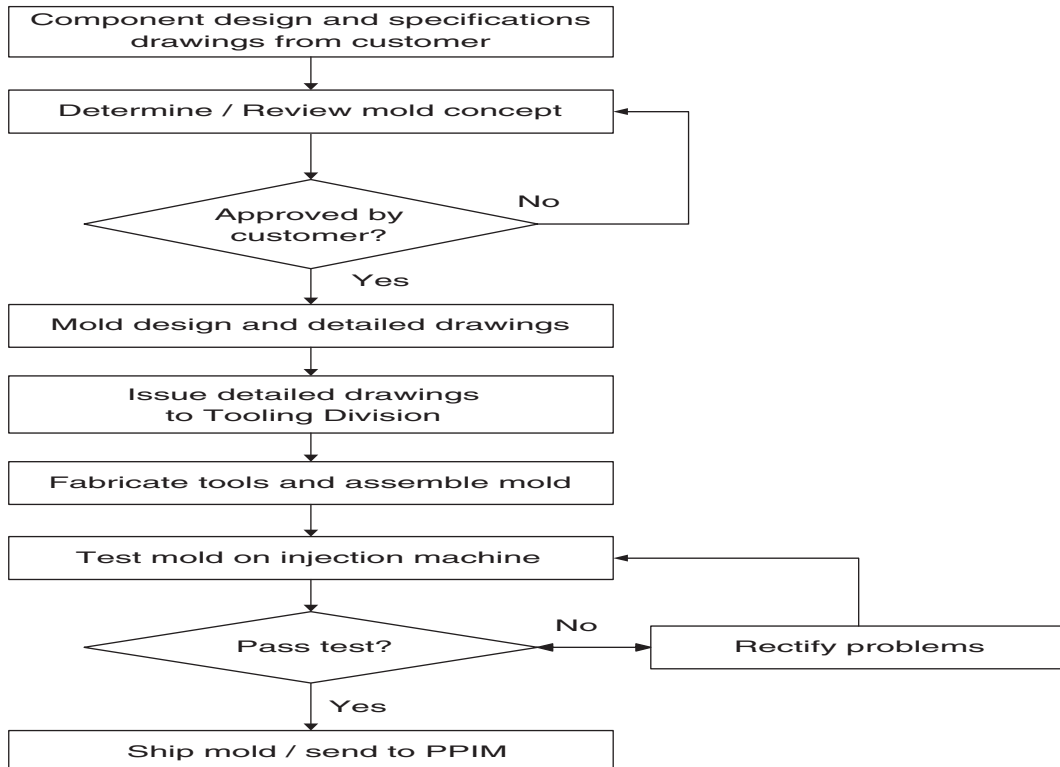 Component design and specifications
drawings from customer
Determine / Review mold concept
No
Approved by
customer?
Yes
Mold design and detailed drawings
Issue detailed drawings
to Tooling Division
Fabricate tools and assemble mold
Test mold on injection machine
No
Pass test?
Rectify problems
Yes
Ship mold / send to PPIM